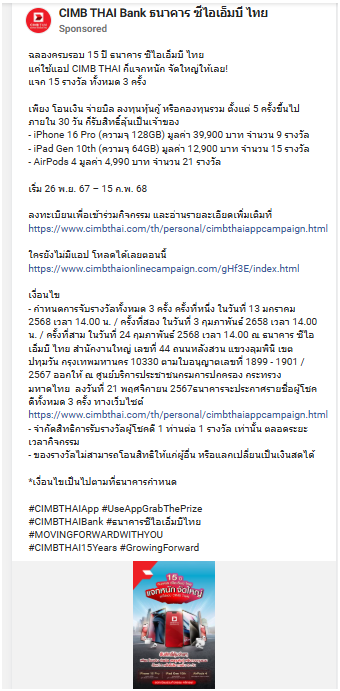 CIMB THAI Bank ธนาคาร ซีไอเอ็มบี ไทย
Sponsored
ฉลองครบรอบ 15 ปี ธนาคาร ซีไอเอ็มบี ไทย
แค่ใช้แอป CIMB THAI ก็แจกหนัก จัดใหญ่ให้เลย!
แจก 15 รางวัล ทั้งหมด 3 ครั้ง
เพียง โอนเงิน จ่ายบิล ลงทุนหุ้นกู้ หรือกองทุนรวม ตั้งแต่ 5 ครั้งขึ้นไป
ภายใน 30 วัน ก็รับสิทธิ์ลุ้นเป็นเจ้าของ
- iPhone 16 Pro (ความจุ 128GB) มูลค่า 39,900 บาท จำนวน 9 รางวัล
- iPad Gen 10th (ความจุ 64GB) มูลค่า 12,900 บาท จำนวน 15 รางวัล
- AirPods 4 มูลค่า 4,990 บาท จำนวน 21 รางวัล
เริ่ม 26 พ.ย. 67 – 15 ก.พ. 68
ลงทะเบียนเพื่อเข้าร่วมกิจกรรม และอ่านรายละเอียดเพิ่มเติมที่
https://www.cimbthai.com/th/personal/cimbthaiappcampaign.html
ใครยังไม่มีแอป โหลดได้เลยตอนนี้
https://www.cimbthaionlinecampaign.com/gHf3E/index.html
เงื่อนไข
- กำหนดการจับรางวัลทั้งหมด 3 ครั้ง ครั้งที่หนึ่ง ในวันที่ 13 มกราคม
2568 เวลา 14.00 น. / ครั้งที่สอง ในวันที่ 3 กุมภาพันธ์ 2658 เวลา 14.00
น. / ครั้งที่สาม ในวันที่ 24 กุมภาพันธ์ 2568 เวลา 14.00 ณ ธนาคาร ซีไอ
เอ็มบี ไทย สำนักงานใหญ่ เลขที่ 44 ถนนหลังสวน แขวงลุมพินี เขต
ปทุมวัน กรุงเทพมหานคร 10330 ตามใบอนุญาตเลขที่ 1899 - 1901 /
2567 ออกให้ ณ ศูนย์บริการประชาชนกรมการปกครอง กระทรวง
มหาดไทย ลงวันที่ 21 พฤศจิกายน 2567ธนาคารจะประกาศรายชื่อผู้โชค
ดีทั้งหมด 3 ครั้ง ทางเว็บไซต์
https://www.cimbthai.com/th/personal/cimbthaiappcampaign.html
- จำกัดสิทธิการรับรางวัลผู้โชคดี 1 ท่านต่อ 1 รางวัล เท่านั้น ตลอดระยะ
เวลากิจกรรม
- ของรางวัลไม่สามารถโอนสิทธิให้แก่ผู้อื่น หรือแลกเปลี่ยนเป็นเงินสดได้
*เงื่อนไขเป็นไปตามที่ธนาคารกำหนด
#CIMBTHAIApp #UseAppGrabThePrize
#CIMBTHAIBank #ธนาคารซีไอเอ็มบีไทย
#MOVINGFORWARDWITHYOU
#CIMBTHAI15Years #GrowingForward
15 ปี
แจกหนัก จัดใหญ่